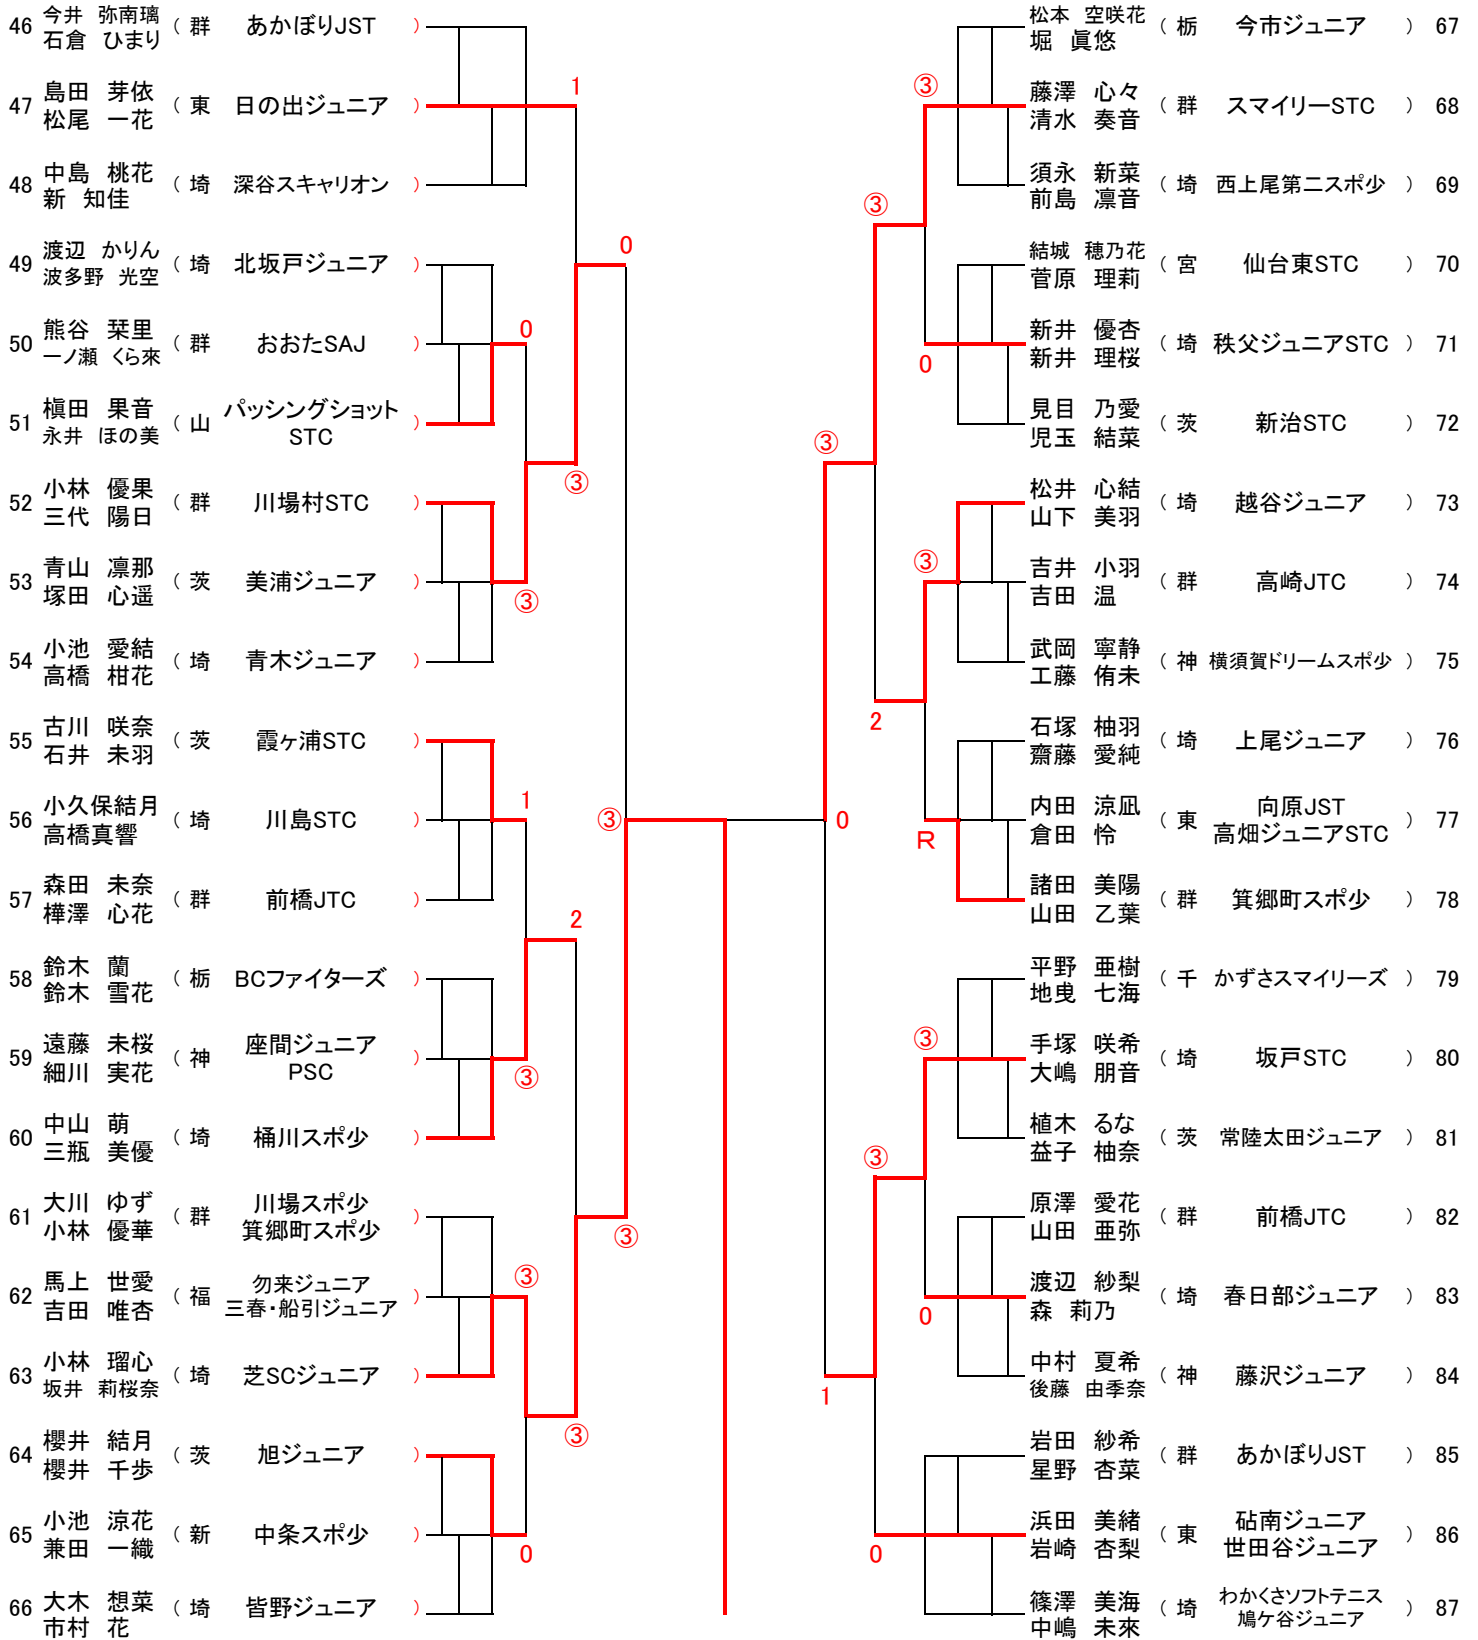 46 今井 弥南璃 石倉 ひまり （ 群 あかぼりJST ）
47 島田 芽依 松尾 一花 （ 東 日の出ジュニア ）
48 中島 桃花 新 知佳 （ 埼 深谷スキャリオン ）
49 渡辺 かりん 波多野 光空 （ 埼 北坂戸ジュニア ）
50 熊谷 栞里 一ノ瀬 くら來 （ 群 おおたSAJ ）
51 槇田 果音 永井 ほの美 （ 山 パッシングショット STC ）
52 小林 優果 三代 陽日 （ 群 川場村STC ）
53 青山 凛那 塚田 心遥 （ 茨 美浦ジュニア ）
54 小池 愛結 高橋 柑花 （ 埼 青木ジュニア ）
55 古川 咲奈 石井 未羽 （ 茨 霞ヶ浦STC ）
56 小久保結月 高橋真響 （ 埼 川島STC ）
57 森田 未奈 樺澤 心花 （ 群 前橋JTC ）
58 鈴木 蘭 鈴木 雪花 （ 栃 BCファイターズ ）
59 遠藤 未桜 細川 実花 （ 神 座間ジュニア PSC ）
60 中山 萌 三瓶 美優 （ 埼 桶川スポ少 ）
61 大川 ゆず 小林 優華 （ 群 川場スポ少 箕郷町スポ少 ）
62 馬上 世愛 吉田 唯杏 （ 福 勿来ジュニア 三春・船引ジュニア ）
63 小林 瑠心 坂井 莉桜奈 （ 埼 芝SCジュニア ）
64 櫻井 結月 櫻井 千歩 （ 茨 旭ジュニア ）
65 小池 涼花 兼田 一織 （ 新 中条スポ少 ）
66 大木 想菜 市村 花 （ 埼 皆野ジュニア ）
1
0
0
③
③
1
2
③
③
③
③
③
0
③
③
0
③
③
0
③
2
R
③
③
0
1
0
松本 空咲花 堀 眞悠 （ 栃 今市ジュニア ） 67
藤澤 心々 清水 奏音 （ 群 スマイリーSTC ） 68
須永 新菜 前島 凛音 （ 埼 西上尾第二スポ少 ） 69
結城 穂乃花 菅原 理莉 （ 宮 仙台東STC ） 70
新井 優杏 新井 理桜 （ 埼 秩父ジュニアSTC ） 71
見目 乃愛 児玉 結菜 （ 茨 新治STC ） 72
松井 心結 山下 美羽 （ 埼 越谷ジュニア ） 73
吉井 小羽 吉田 温 （ 群 高崎JTC ） 74
武岡 寧静 工藤 侑未 （ 神 横須賀ドリームスポ少 ） 75
石塚 柚羽 齋藤 愛純 （ 埼 上尾ジュニア ） 76
内田 涼凪 倉田 怜 （ 東 向原JST 高畑ジュニアSTC ） 77
諸田 美陽 山田 乙葉 （ 群 箕郷町スポ少 ） 78
平野 亜樹 地曵 七海 （ 千 かずさスマイリーズ ） 79
手塚 咲希 大嶋 朋音 （ 埼 坂戸STC ） 80
植木 るな 益子 柚奈 （ 茨 常陸太田ジュニア ） 81
原澤 愛花 山田 亜弥 （ 群 前橋JTC ） 82
渡辺 紗梨 森 莉乃 （ 埼 春日部ジュニア ） 83
中村 夏希 後藤 由季奈 （ 神 藤沢ジュニア ） 84
岩田 紗希 星野 杏菜 （ 群 あかぼりJST ） 85
浜田 美緒 岩崎 杏梨 （ 東 砧南ジュニア 世田谷ジュニア ） 86
篠澤 美海 中嶋 未來 （ 埼 わかくさソフトテニス 鳩ケ谷ジュニア ） 87